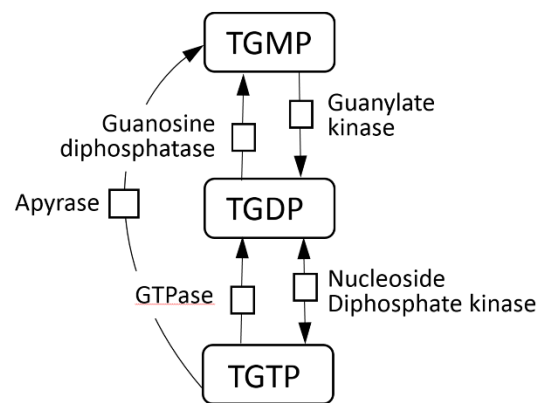 TGMP
Guanosine
diphosphatase
Guanylate
kinase
Apyrase
TGDP
GTPase
Nucleoside
Diphosphate kinase
TGTP